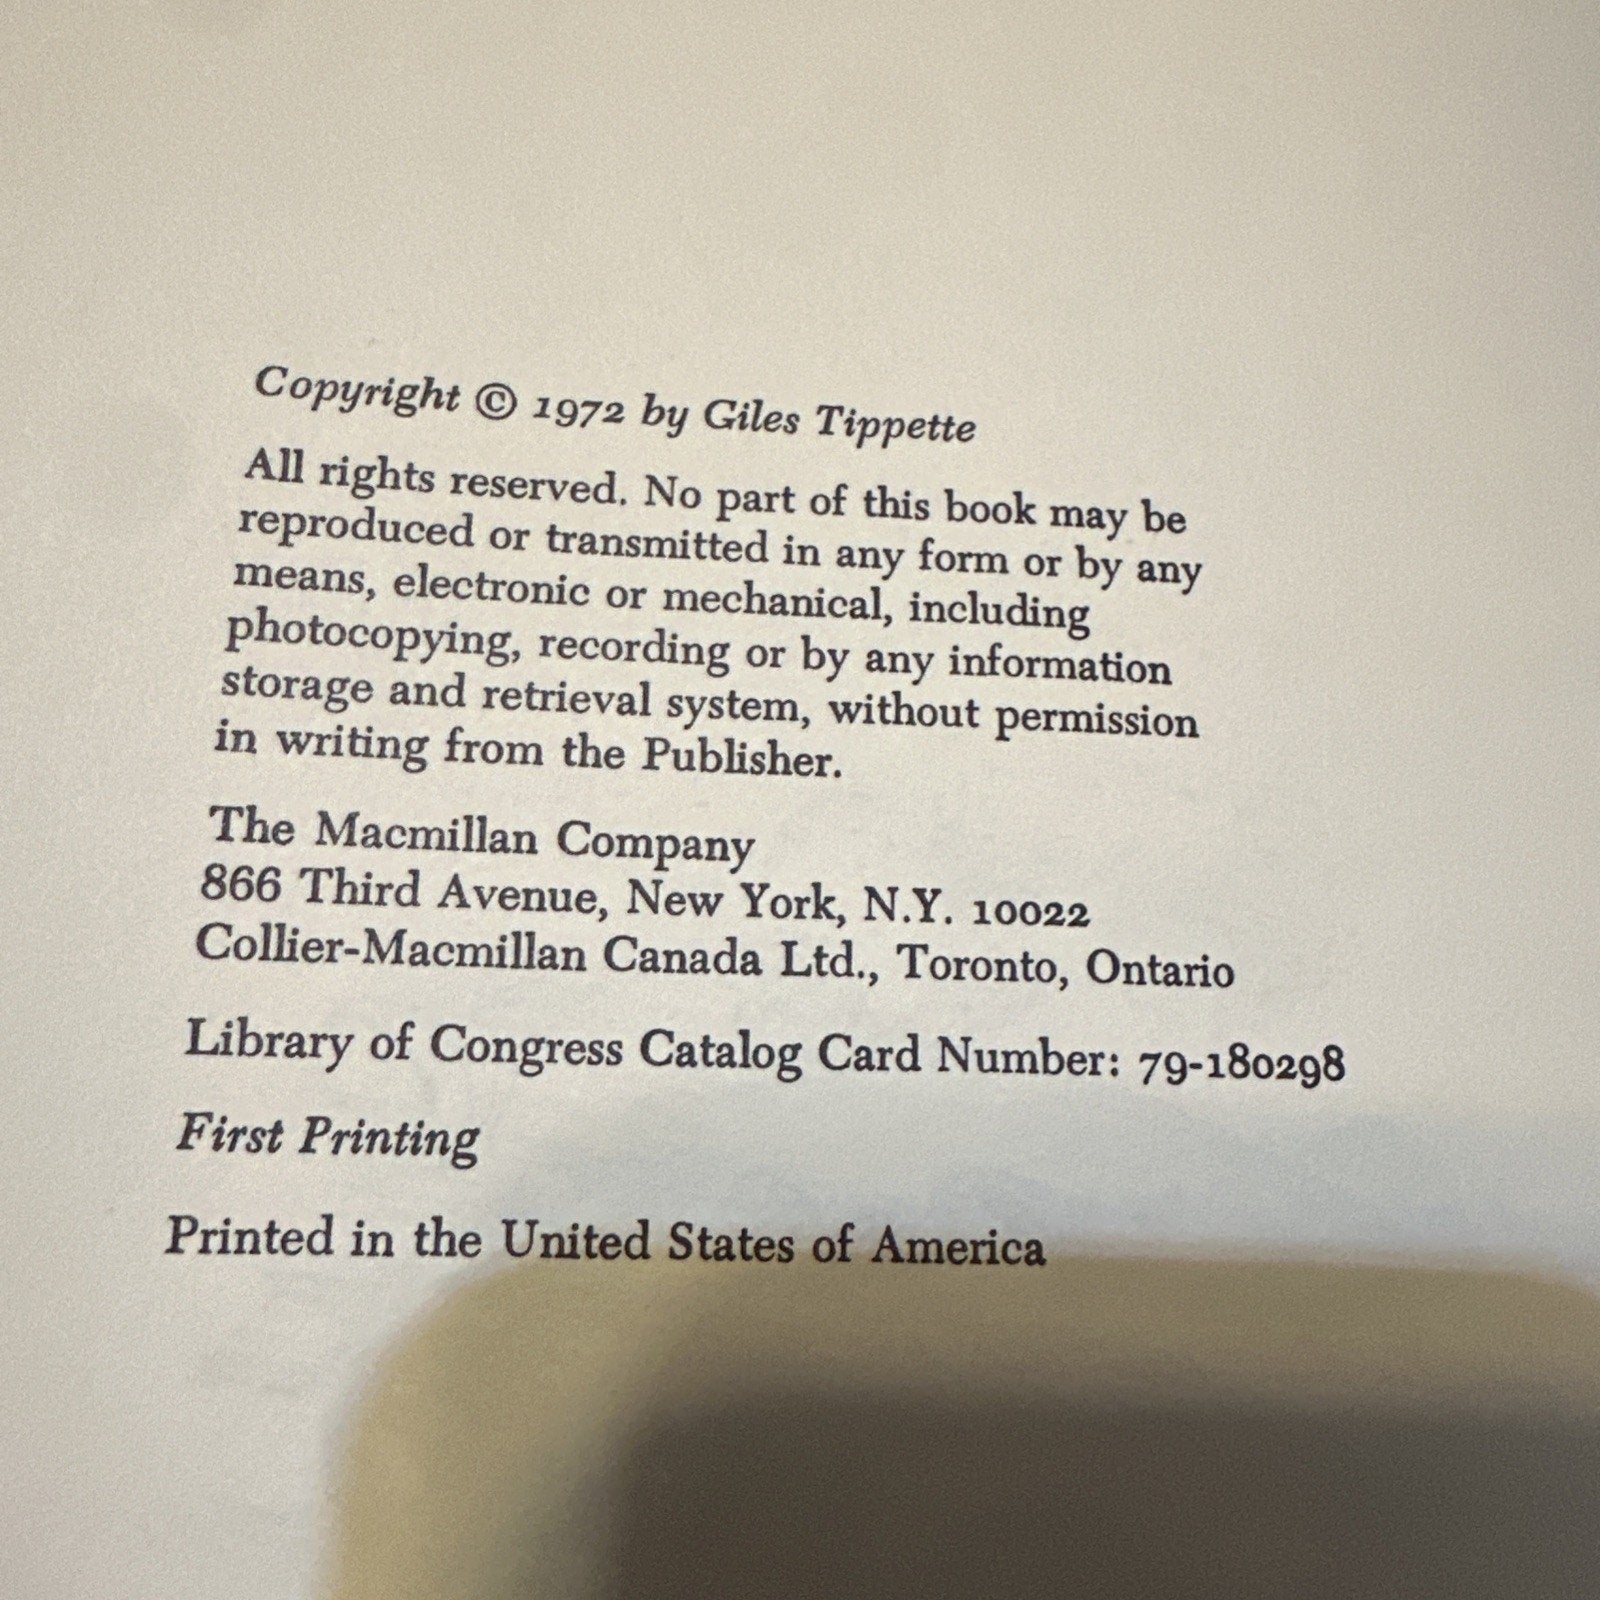 Copyright © 1972 by Giles Tippette
All rights reserved. No part of this book may be
reproduced or transmitted in any form or by any
means, electronic or mechanical, including
photocopying, recording or by any information
storage and retrieval system, without permission
in writing from the Publisher.
The Macmillan Company
866 Third Avenue, New York, N.Y. 10022
Collier-Macmillan Canada Ltd., Toronto, Ontario
Library of Congress Catalog Card Number: 79-180298
First Printing
Printed in the United States of America